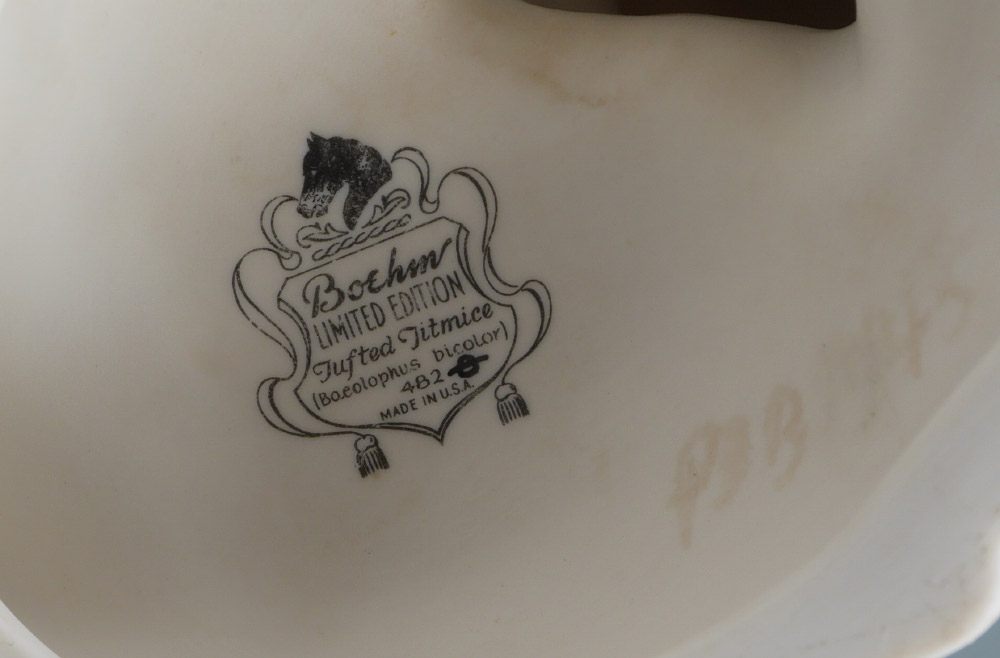 Boehm
LIMITED EDITION
Tufted Titmice
(Baeolophus bicolor)
482
MADE IN U.S.A.